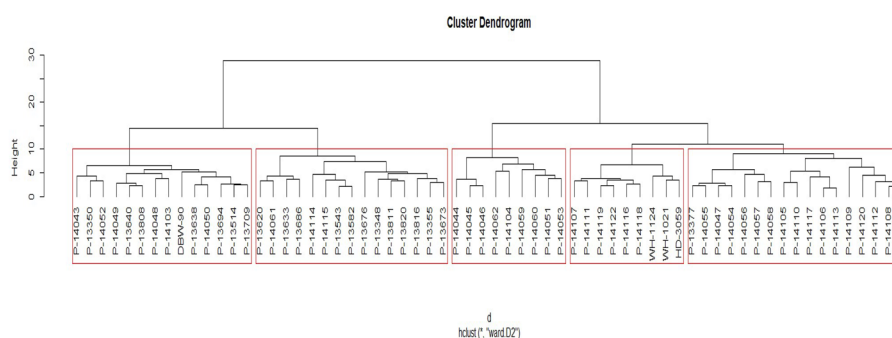 Cluster Dendrogram
Height
30
20
10
5
0
P-14043
P-13350
P-14052
P-14049
P-13640
P-13808
P-14048
P-14103
DBW-90
P-13638
P-14050
P-13694
P-13514
P-13709
P-13620
P-14061
P-13633
P-13686
P-14114
P-14115
P-13543
P-13582
P-13676
P-13348
P-13811
P-13820
P-13816
P-13355
P-13673
P-14044
P-14045
P-14046
P-14062
P-14104
P-14059
P-14060
P-14051
P-14053
P-14107
P-14111
P-14119
P-14122
P-14116
P-14118
WH-1124
WH-1021
HD-3059
P-13377
P-14055
P-14047
P-14054
P-14056
P-14057
P-14058
P-14105
P-14110
P-14117
P-14106
P-14113
P-14109
P-14120
P-14112
P-14108
d
hclust (*, "ward.D2")